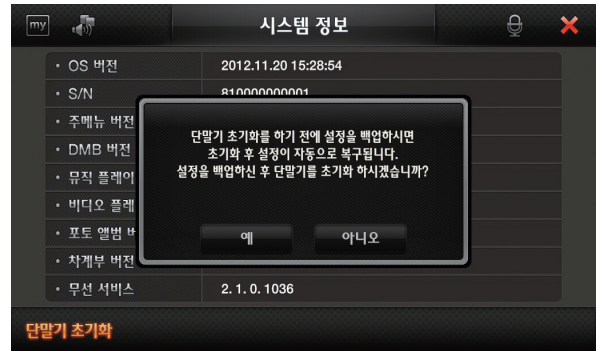 my
시스템 정보
• OS 버전 2012.11.20 15:28:54
• S/N 810000000001
• 주메뉴 버전
• DMB 버전
• 뮤직 플레이
• 비디오 플레
• 포토 앨범 버
• 차계부 버전
• 무선 서비스 2. 1. 0. 1036
단말기 초기화를 하기 전에 설정을 백업하시면
초기화 후 설정이 자동으로 복구됩니다.
설정을 백업하신 후 단말기를 초기화 하시겠습니까?
예 아니오
단말기 초기화